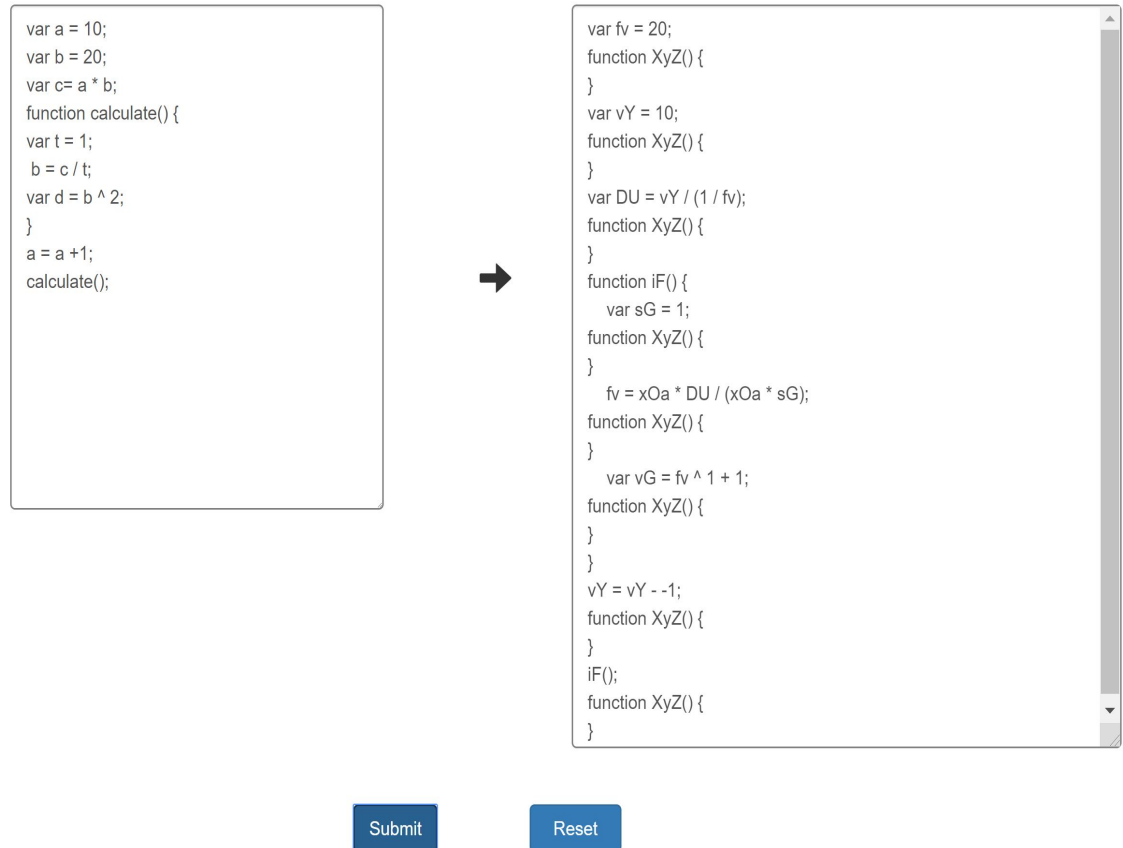 var a = 10;
var b = 20;
var c= a * b;
function calculate() {
var t = 1;
b = c / t;
var d = b ^ 2;
}
a = a +1;
calculate();
var fv = 20;
function XyZ() {
}
var vY = 10;
function XyZ() {
}
var DU = vY / (1 / fv);
function XyZ() {
}
function iF() {
var sG = 1;
function XyZ() {
}
fv = xOa * DU / (xOa * sG);
function XyZ() {
}
var vG = fv ^ 1 + 1;
function XyZ() {
}
}
vY = vY - -1;
function XyZ() {
}
iF();
function XyZ() {
}
Submit
Reset